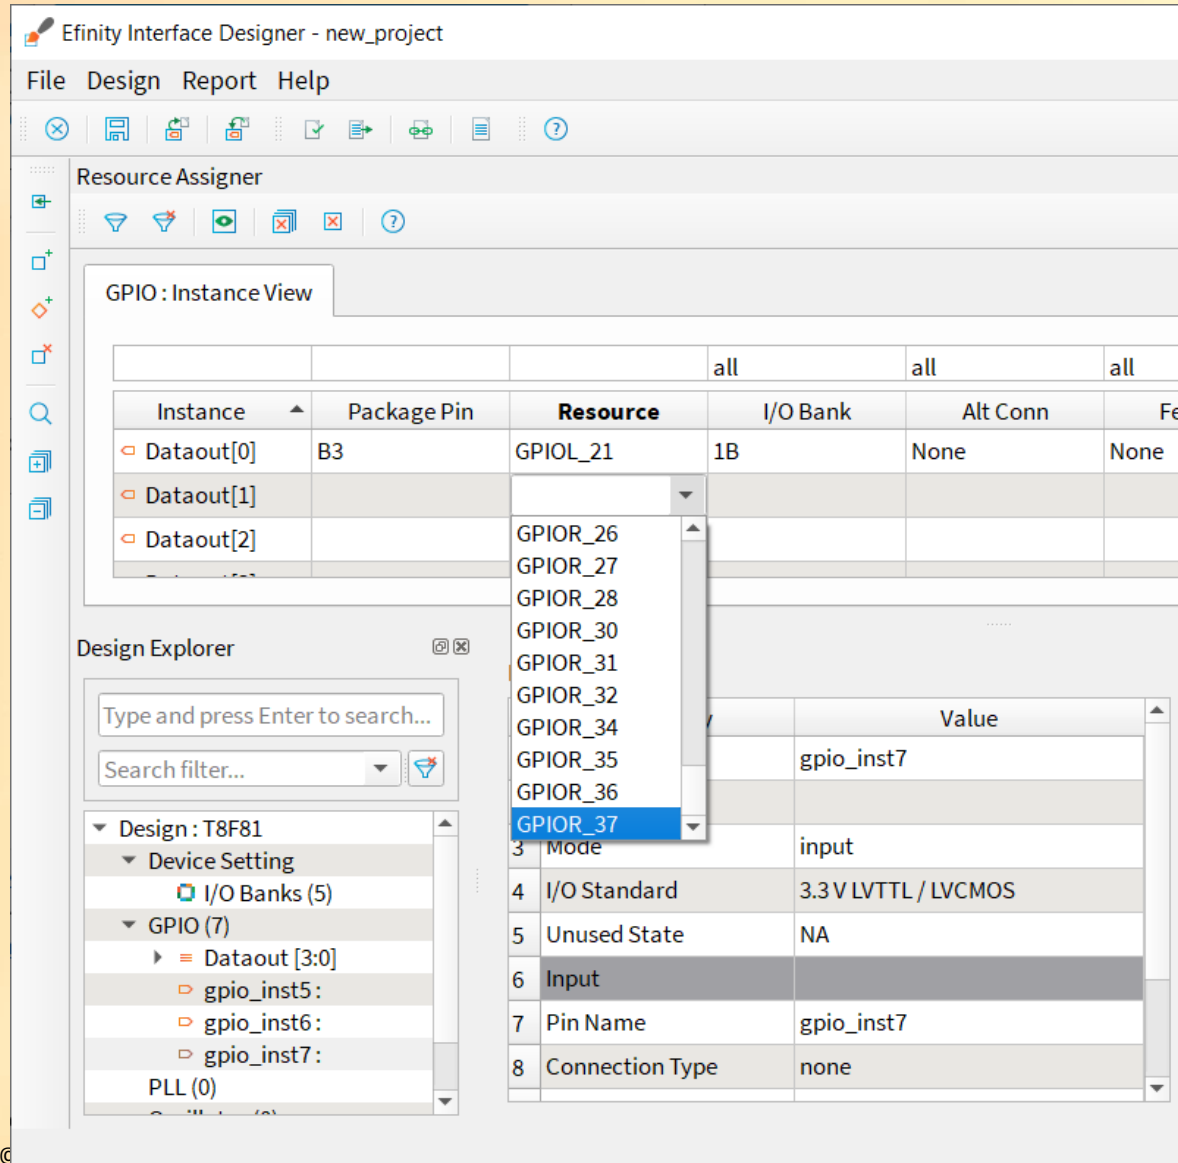 Efinity Interface Designer - new_project
File Design Report Help
Resource Assigner
GPIO : Instance View
all all all
Instance Package Pin Resource I/O Bank Alt Conn
Dataout[0] B3 GPIOL_21 1B None None
Dataout[1]
Dataout[2]
GPIOR_26
GPIOR_27
GPIOR_28
GPIOR_30
GPIOR_31
GPIOR_32
GPIOR_34
GPIOR_35
GPIOR_36
GPIOR_37
Design Explorer
Type and press Enter to search...
Search filter...
Design : T8F81
Device Setting
I/O Banks (5)
GPIO (7)
Dataout [3:0]
gpio_inst5 :
gpio_inst6 :
gpio_inst7 :
PLL (0)
Value
gpio_inst7
3 Mode input
4 I/O Standard 3.3 V LVTTL / LVCMOS
5 Unused State NA
6 Input
7 Pin Name gpio_inst7
8 Connection Type none